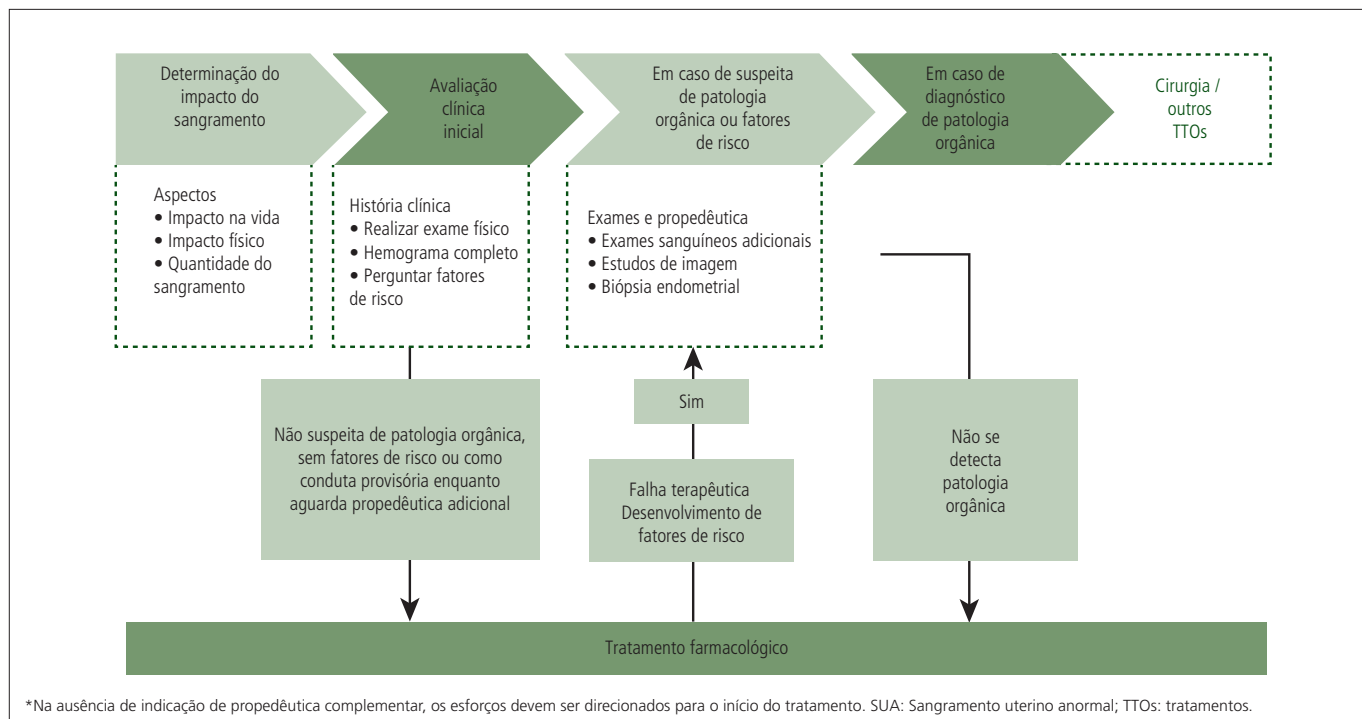 Determinação do
impacto do
sangramento
Avaliação
clínica
inicial
Em caso de suspeita
de patologia
orgânica ou fatores
de risco
Em caso de
diagnóstico
de patologia
orgânica
Cirurgia /
outros
TTOs
Aspectos
• Impacto na vida
• Impacto físico
• Quantidade do
sangramento
História clínica
• Realizar exame físico
• Hemograma completo
• Perguntar fatores
de risco
Exames e propedêutica
• Exames sanguíneos adicionais
• Estudos de imagem
• Biópsia endometrial
Não suspeita de patologia orgânica,
sem fatores de risco ou como
conduta provisória enquanto
aguarda propedêutica adicional
Sim
Falha terapêutica
Desenvolvimento de
fatores de risco
Não se
detecta
patologia
orgânica
Tratamento farmacológico
*Na ausência de indicação de propedêutica complementar, os esforços devem ser direcionados para o início do tratamento. SUA: Sangramento uterino anormal; TTOs: tratamentos.